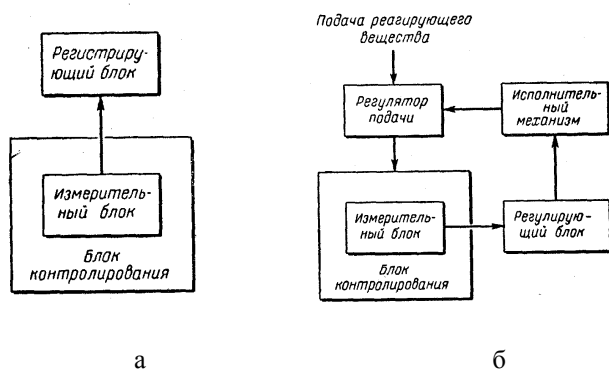 Регистрирую-
щий блок
Измеритель-
ный блок
Блок
контролирования
а
Подача реагирующего
вещества
Регулятор
подачи
Исполнитель-
ный
механизм
Измеритель-
ный блок
Регулирую-
щий блок
Блок
контролирования
б